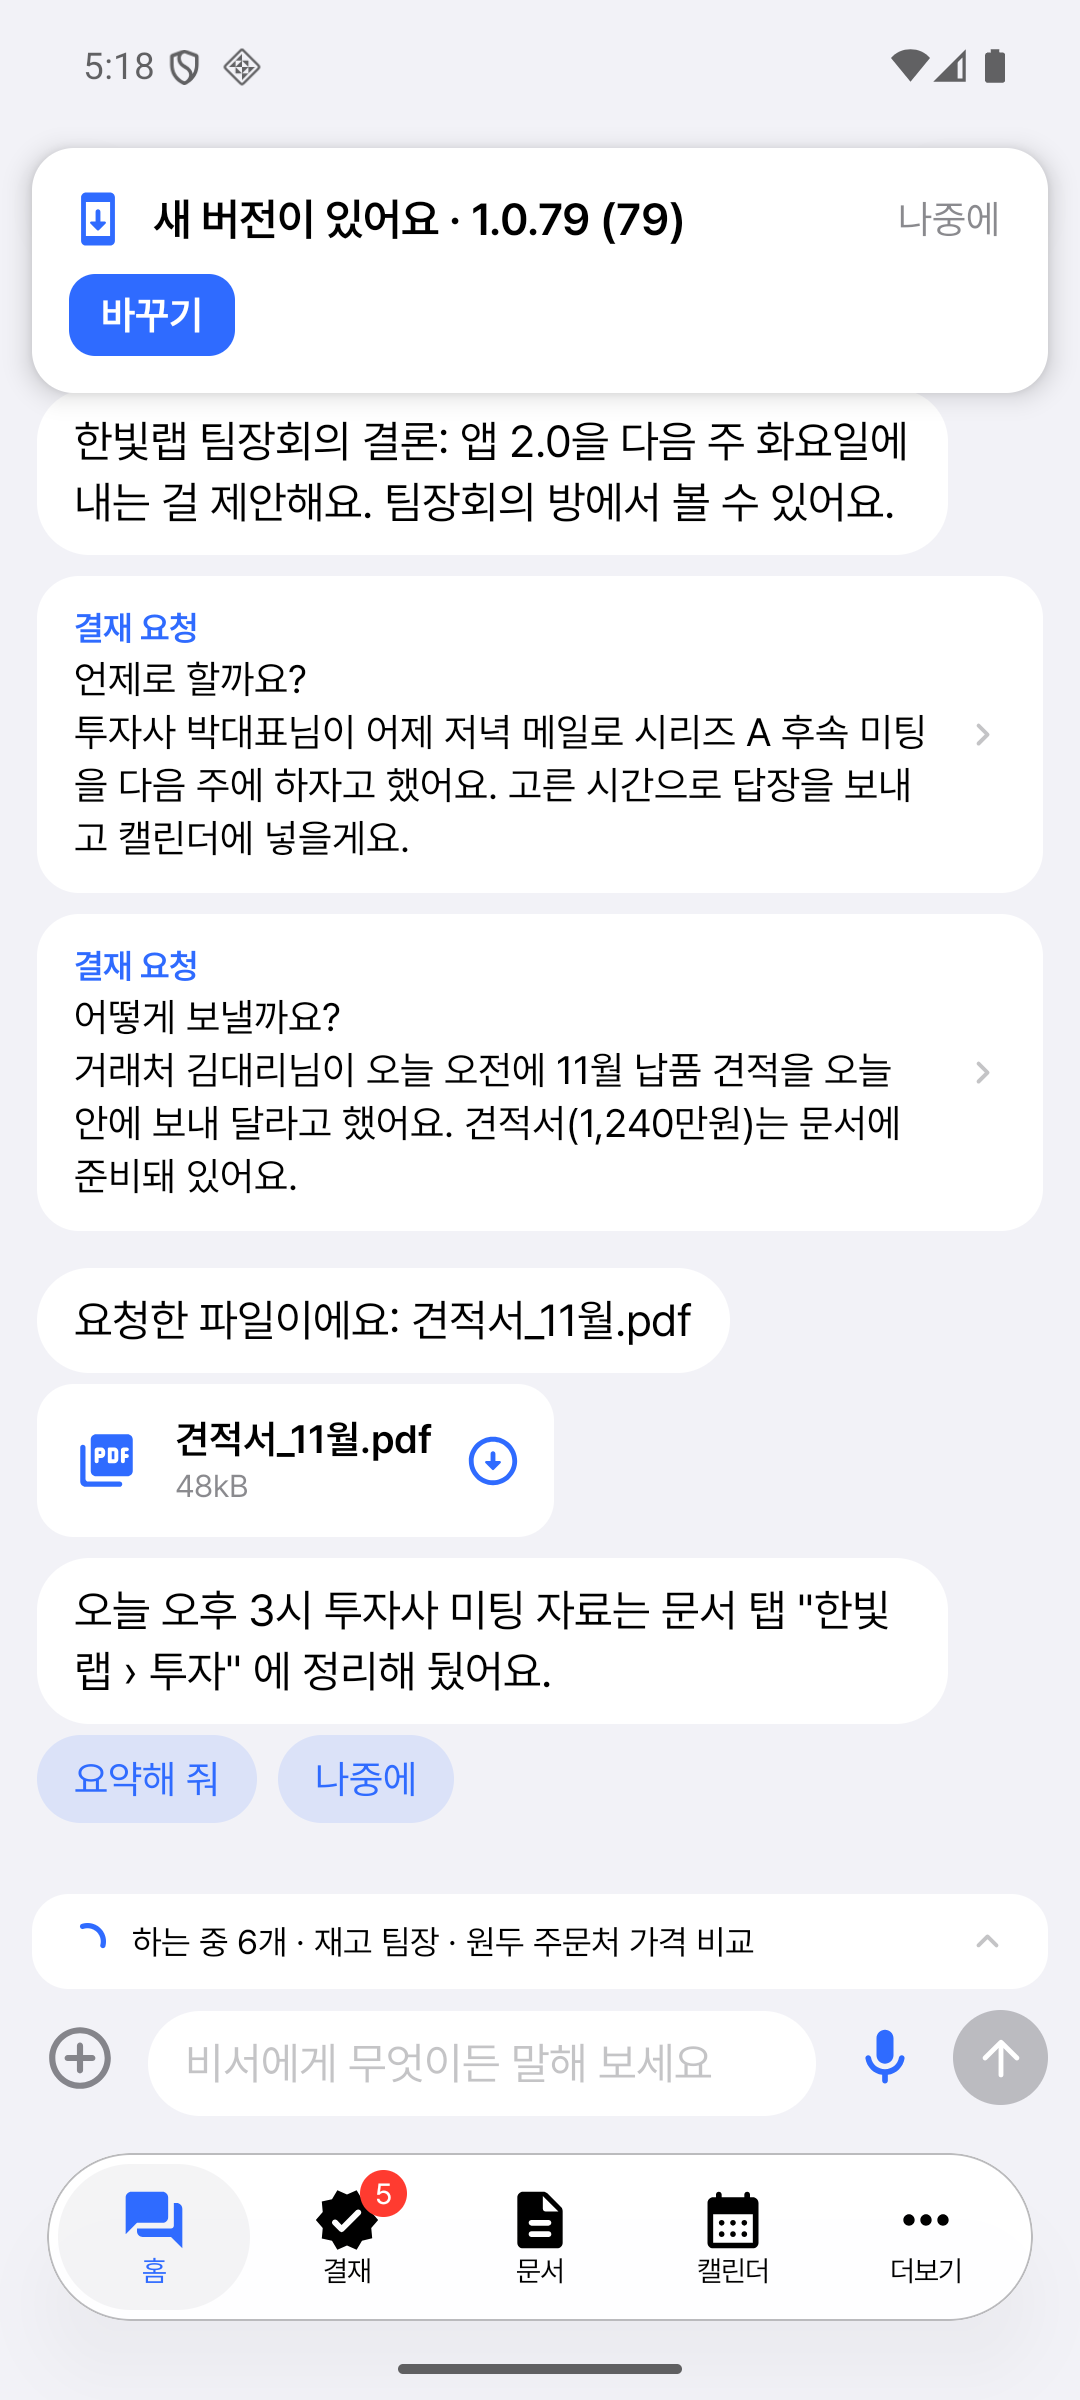 5:18
새 버전이 있어요 · 1.0.79 (79)
나중에
바꾸기
한빛랩 팀장회의 결론: 앱 2.0을 다음 주 화요일에
내는 걸 제안해요. 팀장회의 방에서 볼 수 있어요.
결재 요청
언제로 할까요?
투자사 박대표님이 어제 저녁 메일로 시리즈 A 후속 미팅
을 다음 주에 하자고 했어요. 고른 시간으로 답장을 보내
고 캘린더에 넣을게요.
결재 요청
어떻게 보낼까요?
거래처 김대리님이 오늘 오전에 11월 납품 견적을 오늘
안에 보내 달라고 했어요. 견적서(1,240만원)는 문서에
준비돼 있어요.
요청한 파일이에요: 견적서_11월.pdf
PDF
견적서_11월.pdf
48kB
오늘 오후 3시 투자사 미팅 자료는 문서 탭 "한빛
랩 › 투자" 에 정리해 뒀어요.
요약해 줘
나중에
하는 중 6개 · 재고 팀장 · 원두 주문처 가격 비교
비서에게 무엇이든 말해 보세요
5
홈
결재
문서
캘린더
더보기